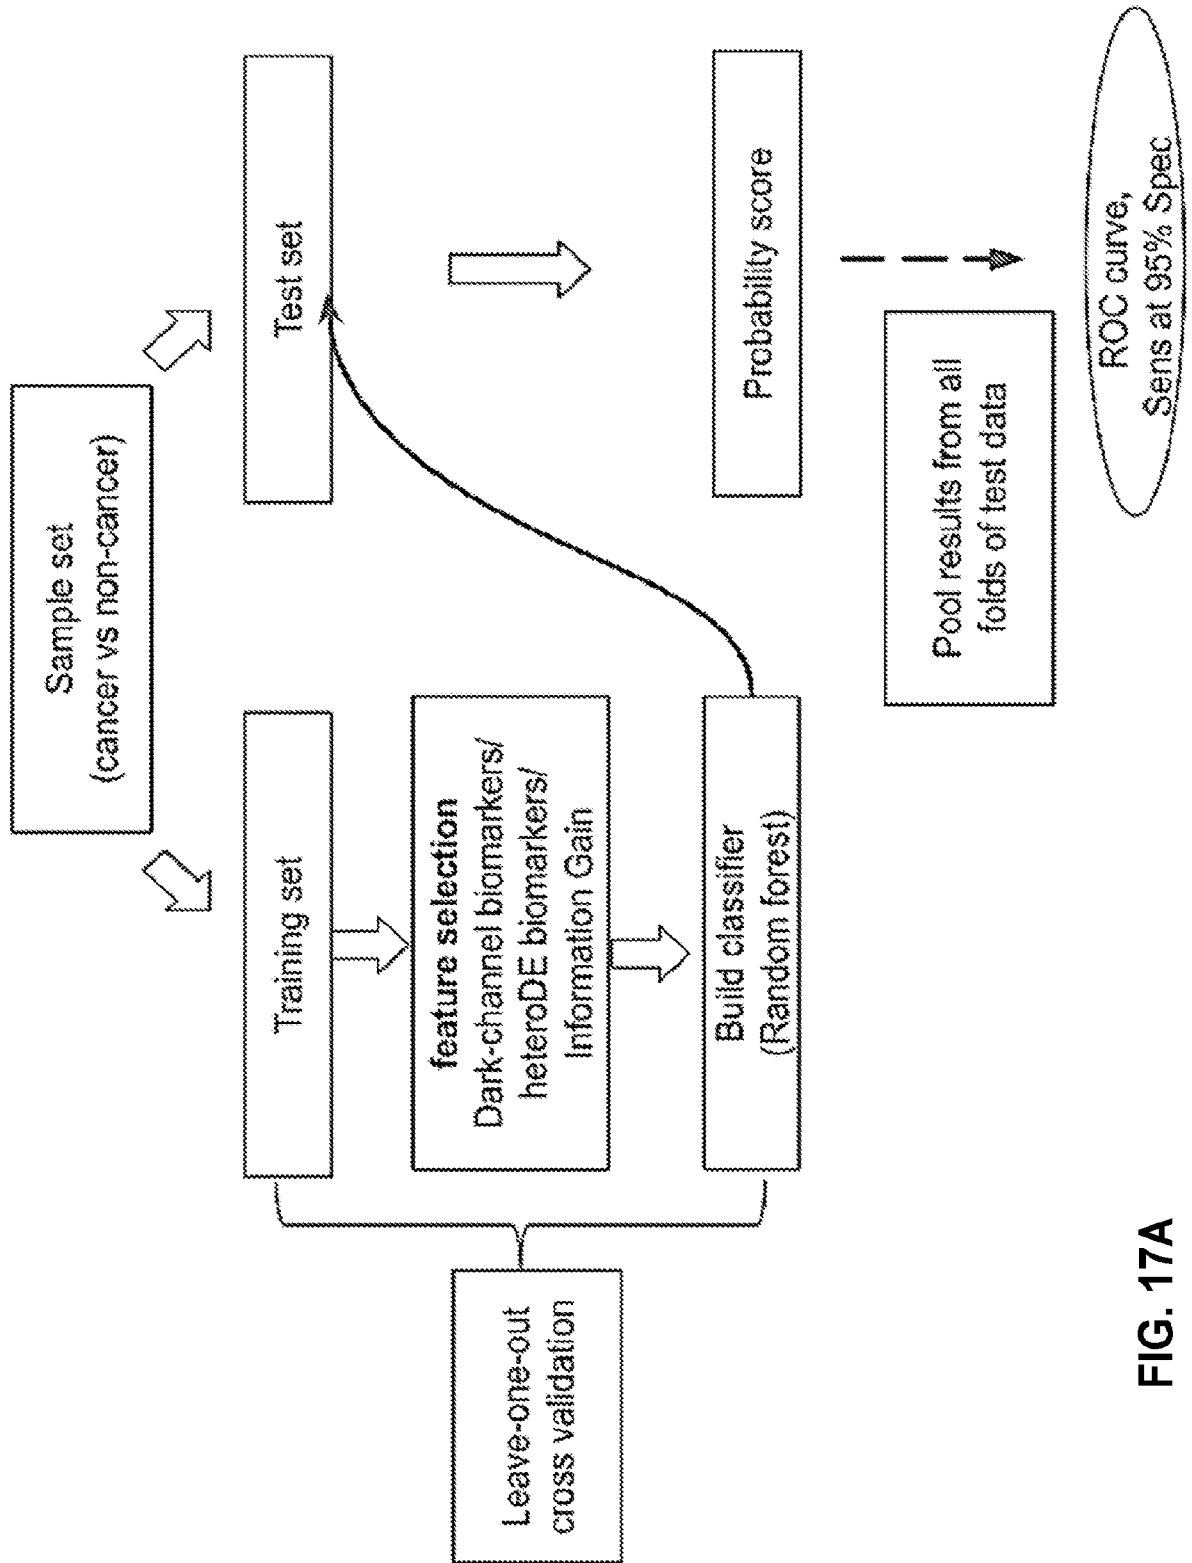 Sample set
(cancer vs non-cancer)
Training set
Test set
Leave-one-out
cross validation
feature selection
Dark-channel biomarkers/
heteroDE biomarkers/
Information Gain
Build classifier
(Random forest)
Probability score
Pool results from all
folds of test data
ROC curve,
Sens at 95% Spec
FIG. 17A